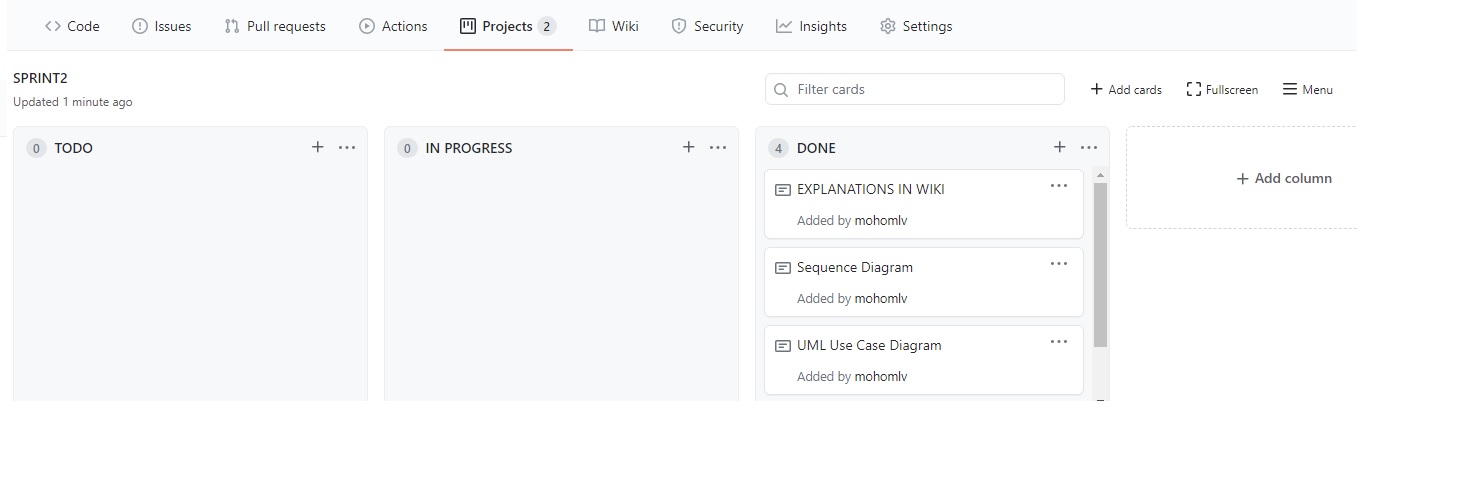 Code Issues Pull requests Actions Projects 2 Wiki Security Insights Settings
SPRINT2
Updated 1 minute ago
Filter cards
Add cards Fullscreen Menu
0 TODO
0 IN PROGRESS
4 DONE
EXPLANATIONS IN WIKI
Added by mohomlv
Sequence Diagram
Added by mohomlv
UML Use Case Diagram
Added by mohomlv
Add column